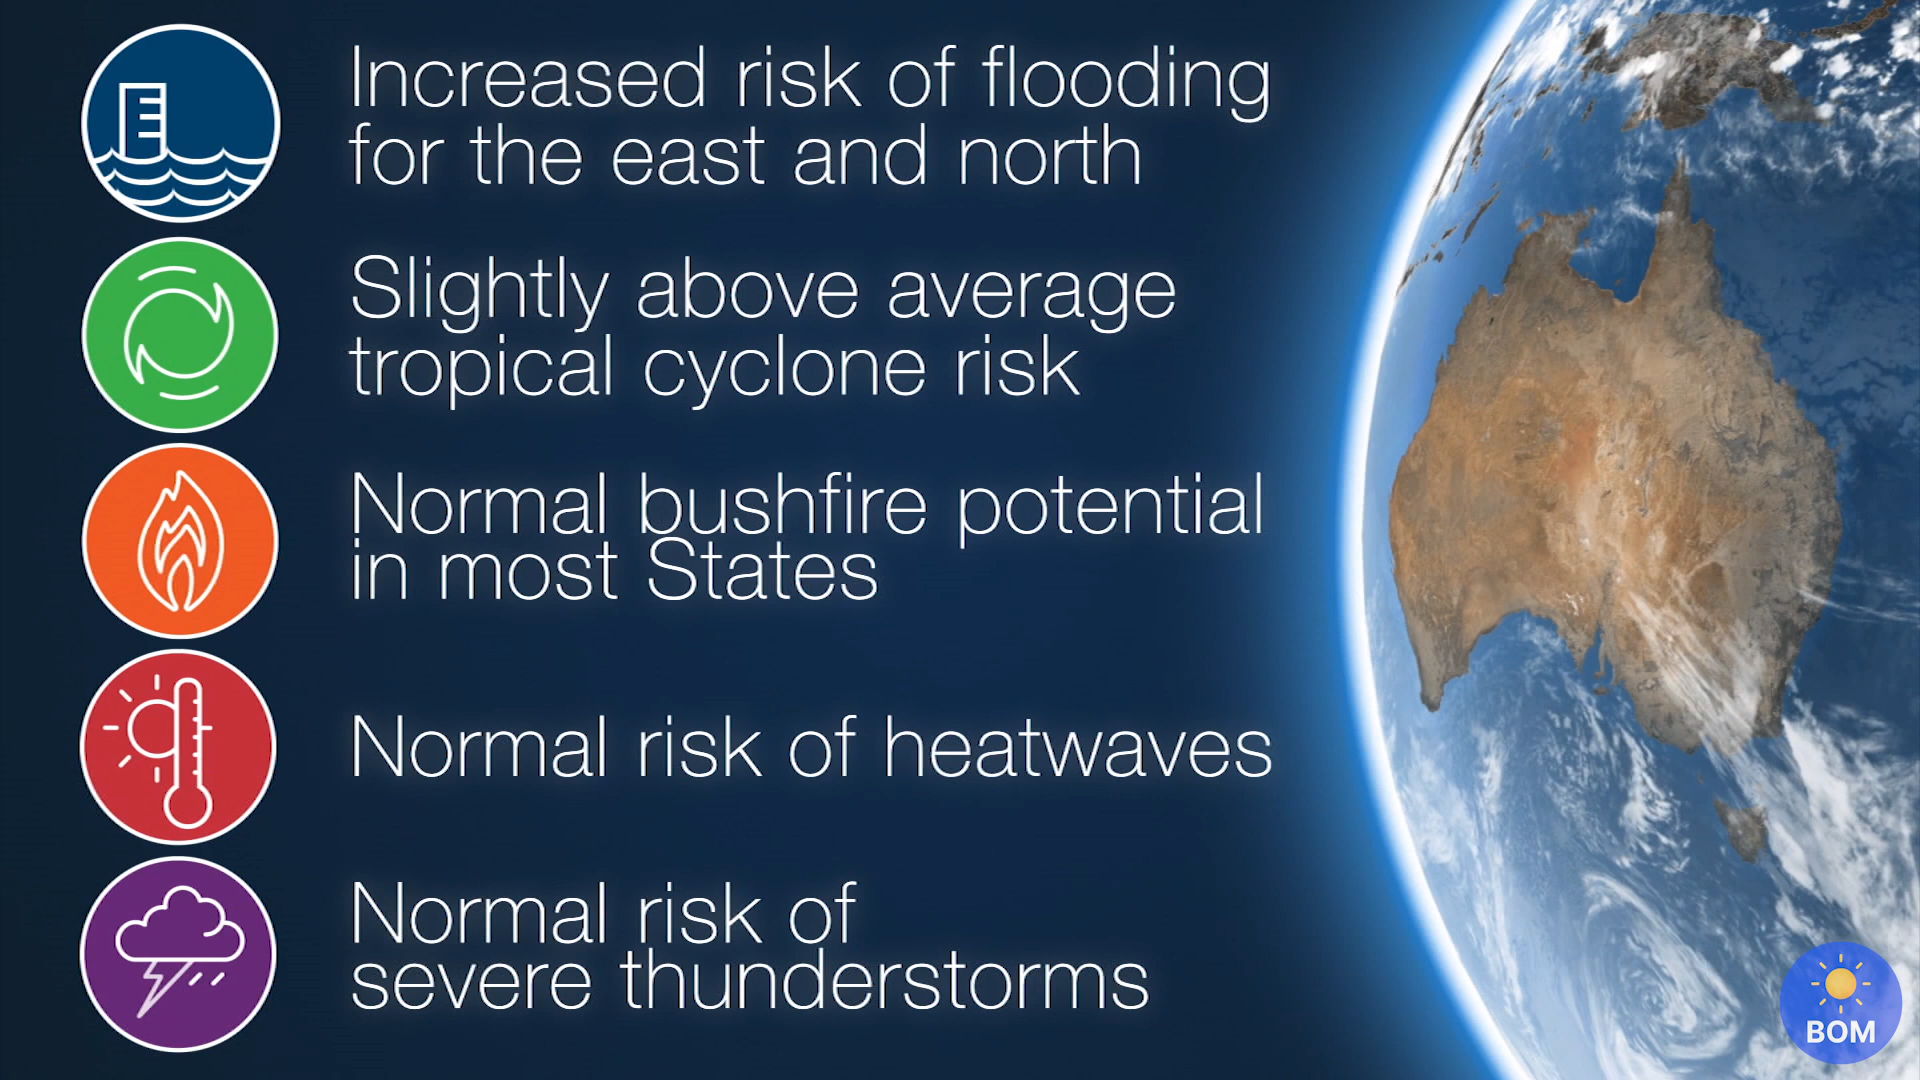 E
Increased risk of flooding
for the east and north
Slightly above average
tropical cyclone risk
Normal bushfire potential
in most States
Normal risk of heatwaves
Normal risk of
severe thunderstorms
BOM